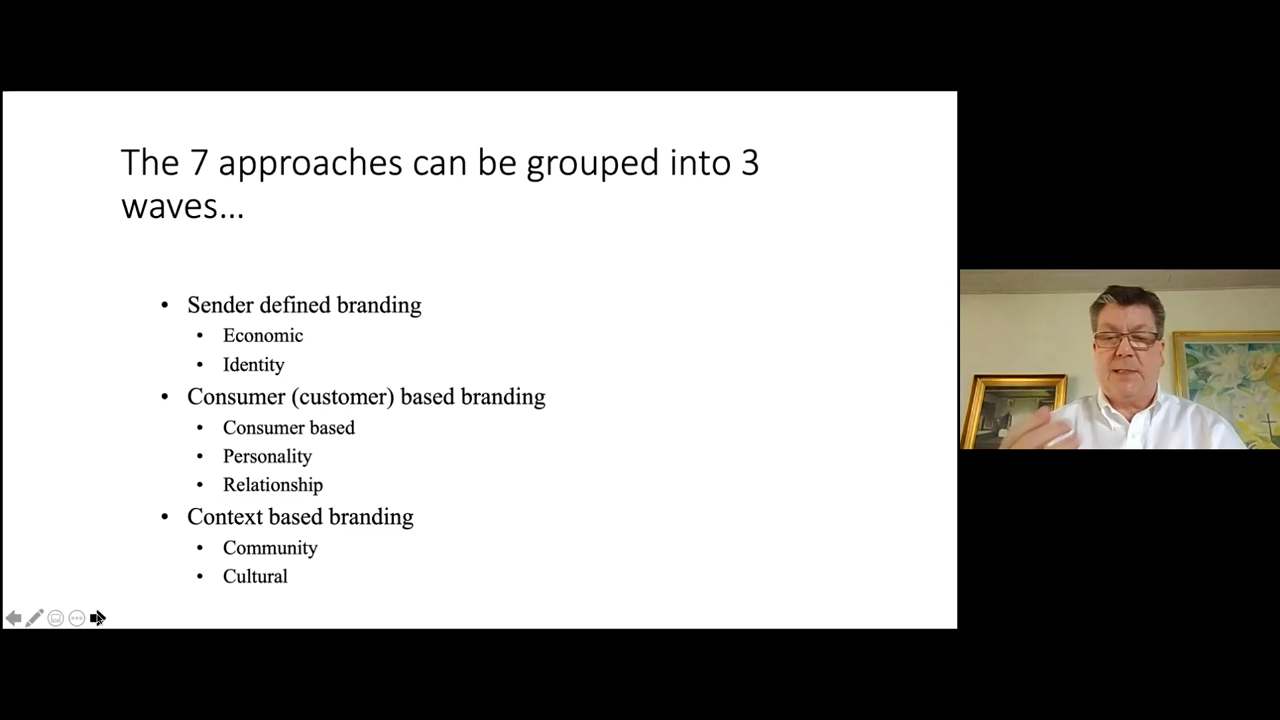 The 7 approaches can be grouped into 3
waves...
• Sender defined branding
• Economic
• Identity
• Consumer (customer) based branding
• Consumer based
• Personality
• Relationship
• Context based branding
• Community
• Cultural